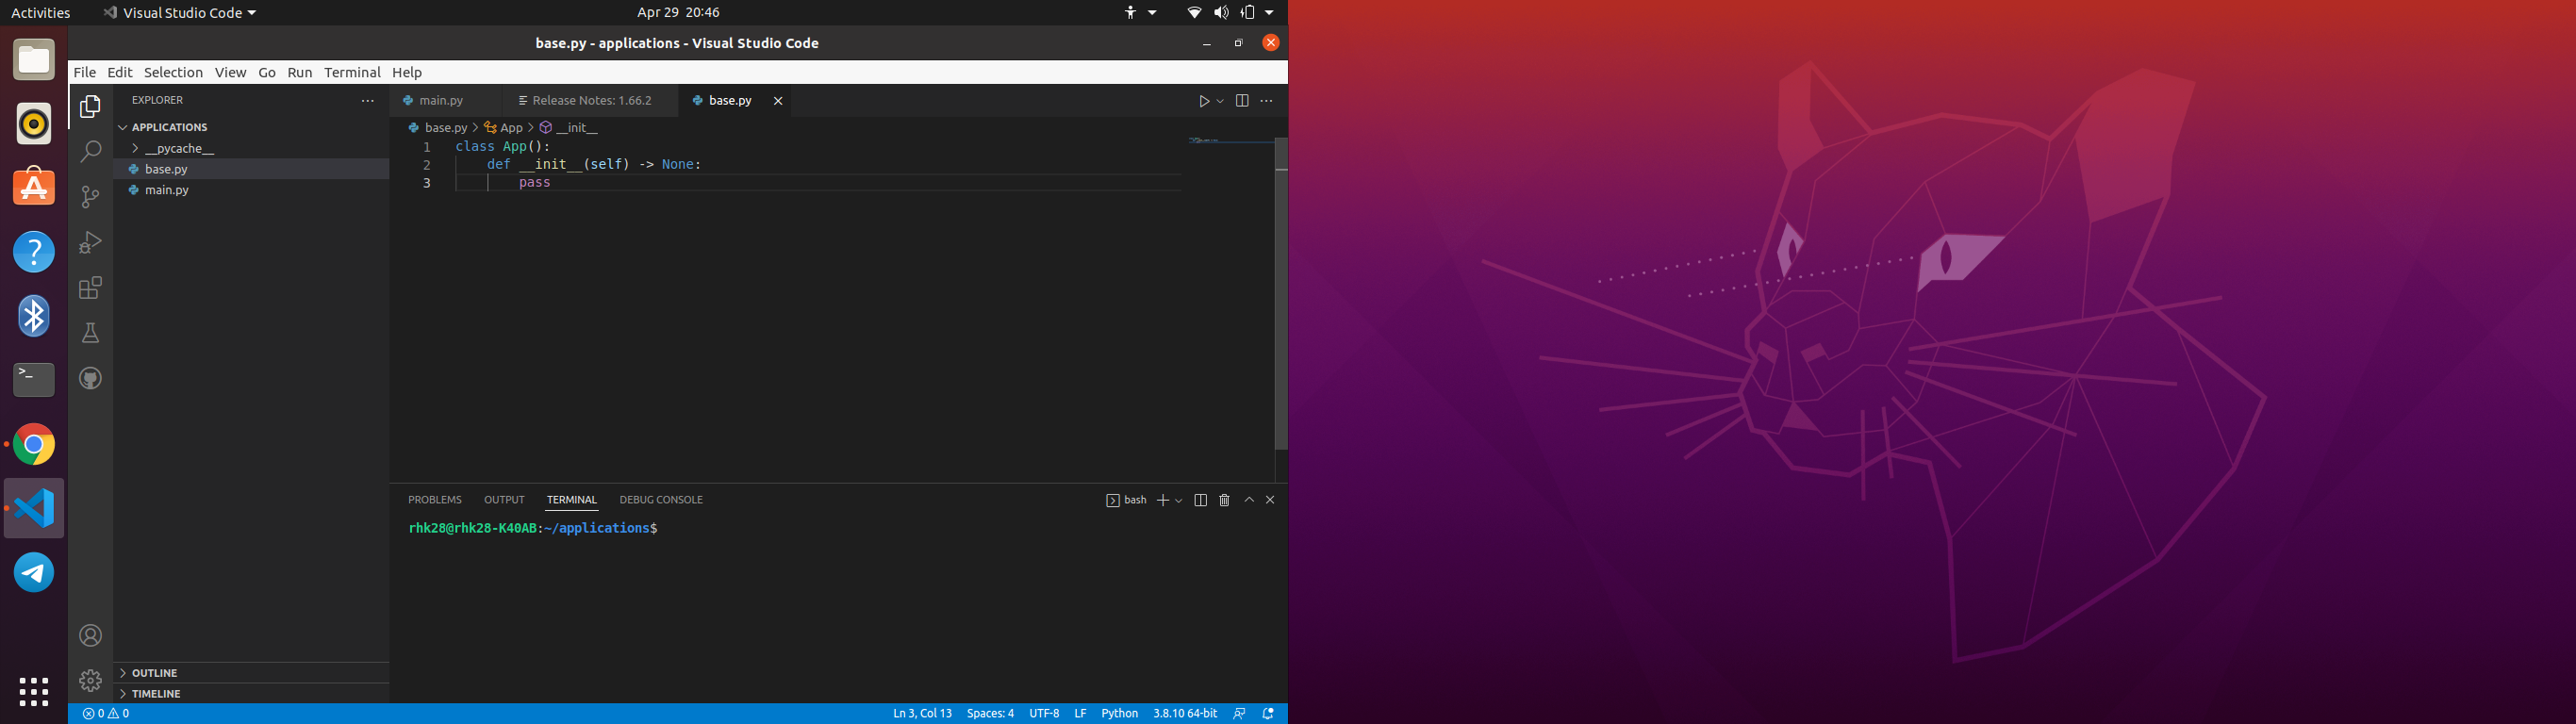 Activities
Visual Studio Code
Apr 29 20:46
base.py - applications - Visual Studio Code
File Edit Selection View Go Run Terminal Help
EXPLORER
APPLICATIONS
__pycache__
base.py
main.py
OUTLINE
TIMELINE
main.py
Release Notes: 1.66.2
base.py
base.py > App > __init__
1 class App():
2 def __init__(self) -> None:
3 pass
PROBLEMS OUTPUT TERMINAL DEBUG CONSOLE
bash
rhk28@rhk28-K40AB:~/applications$
0 0
Ln 3, Col 13 Spaces: 4 UTF-8 LF Python 3.8.10 64-bit